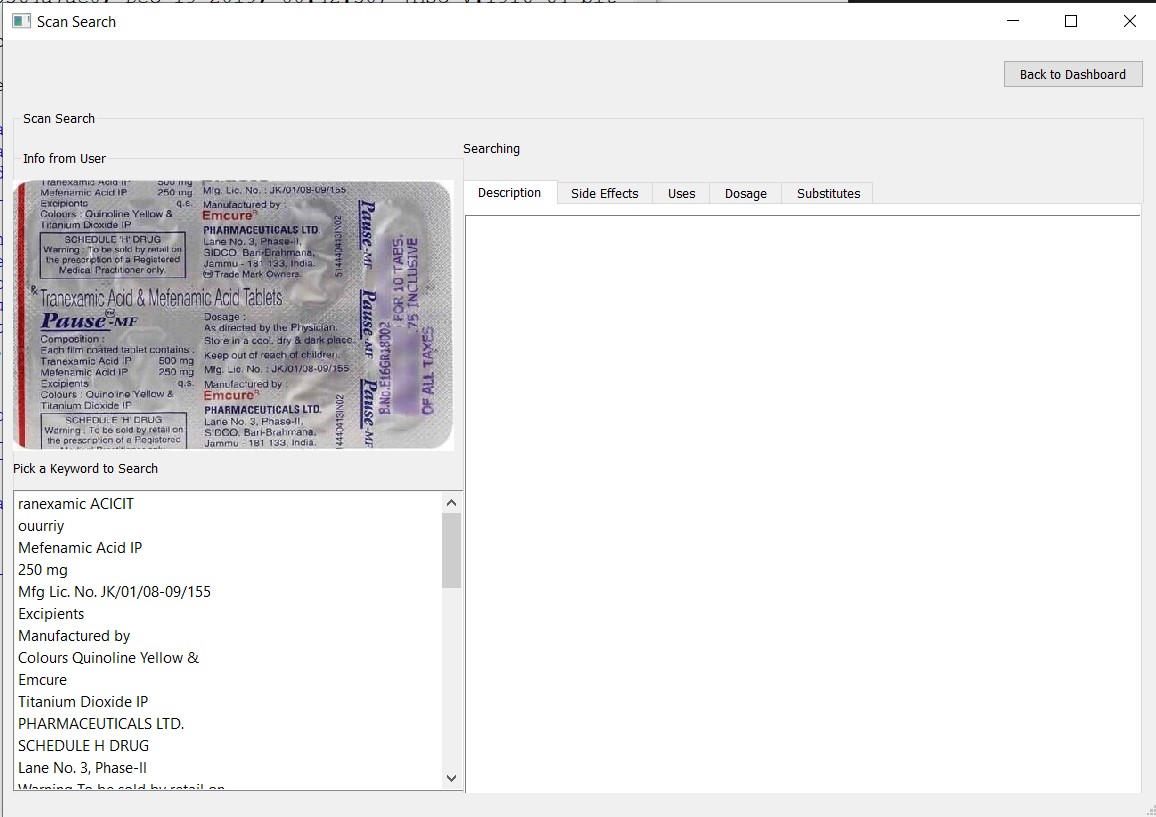 Scan Search
Back to Dashboard
Scan Search
Info from User
Searching
Description
Side Effects
Uses
Dosage
Substitutes
Tranexamic Acid IP 500 mg
Mefenamic Acid IP 250 mg
Excipients q.s.
Colours : Quinoline Yellow &
Titanium Dioxide IP
SCHEDULE 'H' DRUG
Warning : To be sold by retail on
the prescription of a Registered
Medical Practitioner only.
Mfg. Lic. No. : JK/01/08-09/155
Manufactured by :
Emcure®
PHARMACEUTICALS LTD.
Lane No. 3, Phase-II,
SIDCO, Bari-Brahmana,
Jammu - 181 133, India.
Trade Mark Owners.
Rx Tranexamic Acid & Mefenamic Acid Tablets
Pause™-MF
Composition :
Each film coated tablet contains :
Tranexamic Acid IP 500 mg
Mefenamic Acid IP 250 mg
Excipients q.s.
Colours : Quinoline Yellow &
Titanium Dioxide IP
SCHEDULE 'H' DRUG
Warning : To be sold by retail on
the prescription of a Registered
Dosage :
As directed by the Physician.
Store in a cool, dry & dark place.
Keep out of reach of children.
Mfg. Lic. No. : JK/01/08-09/155
Manufactured by :
Emcure®
PHARMACEUTICALS LTD.
Lane No. 3, Phase-II,
SIDCO, Bari-Brahmana,
Jammu - 181 133, India.
Pause-MF
Pause-MF
Pause-MF
B.No.E16GR18002
FOR 10 TABS.
.75 INCLUSIVE
OF ALL TAXES
Pick a Keyword to Search
ranexamic ACICIT
ouurriy
Mefenamic Acid IP
250 mg
Mfg Lic. No. JK/01/08-09/155
Excipients
Manufactured by
Colours Quinoline Yellow &
Emcure
Titanium Dioxide IP
PHARMACEUTICALS LTD.
SCHEDULE H DRUG
Lane No. 3, Phase-II
Warning To be sold by retail on